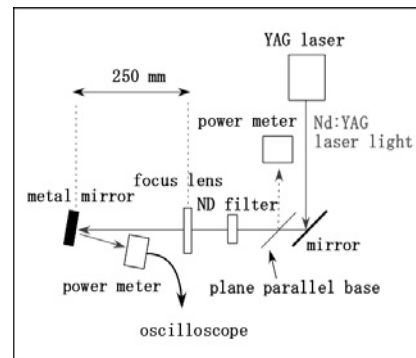 YAG laser
250 mm
power meter
Nd:YAG
laser light
focus lens
metal mirror
ND filter
mirror
power meter
plane parallel base
oscilloscope